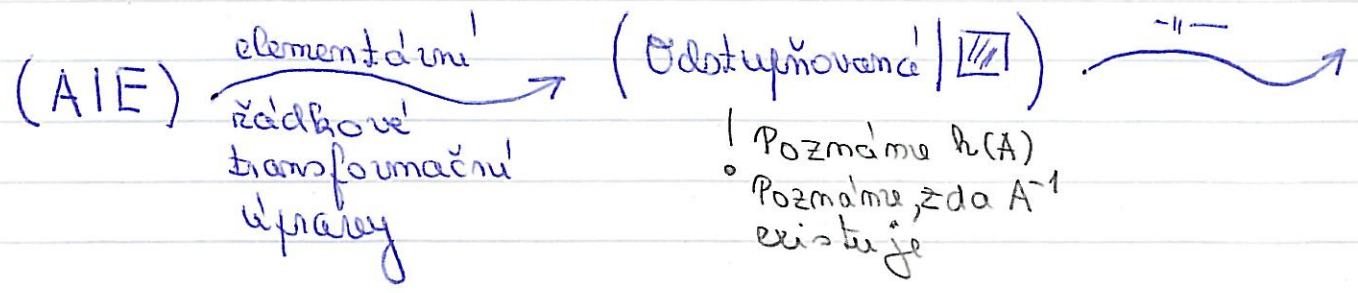 (A|E) elementární (Odstupňovaná | ) -||-
řádkové
transformační
úpravy
! Poznáme h(A)
Poznáme, zda A⁻¹
existuje